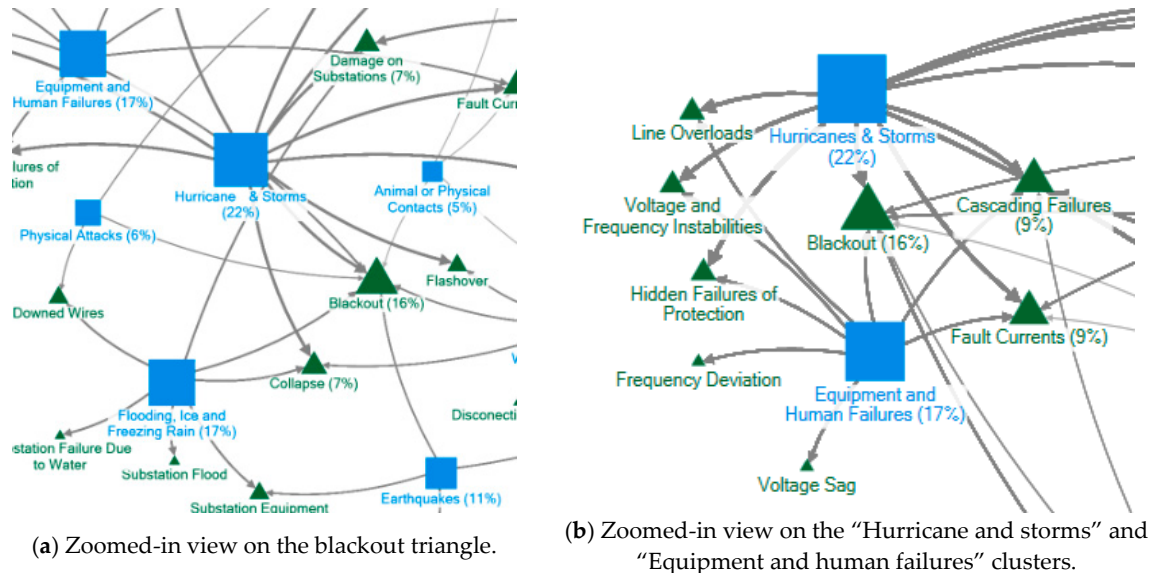 Damage on
Substations (7%)
Equipment and
Human Failures (17%)
Fault Curr
lures of
tion
Hurricane & Storms
(22%)
Animal or Physical
Contacts (5%)
Physical Attacks (6%)
Flashover
Blackout (16%)
Downed Wires
Collapse (7%)
Flooding, Ice and
Freezing Rain (17%)
Disconecti
station Failure Due
to Water
Substation Flood
Earthquakes (11%)
Substation Equipment
(a) Zoomed-in view on the blackout triangle.
Line Overloads
Hurricanes & Storms
(22%)
Voltage and
Frequency Instabilities
Cascading Failures
(9%)
Blackout (16%)
Hidden Failures of
Protection
Fault Currents (9%)
Frequency Deviation
Equipment and
Human Failures (17%)
Voltage Sag
(b) Zoomed-in view on the “Hurricane and storms” and
“Equipment and human failures” clusters.